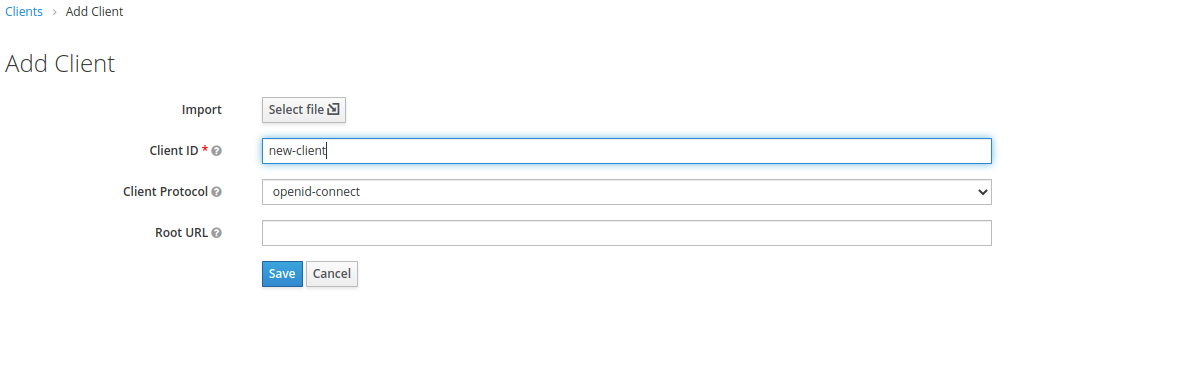 Clients › Add Client
Add Client
Import Select file
Client ID * new-client
Client Protocol openid-connect
Root URL
Save Cancel